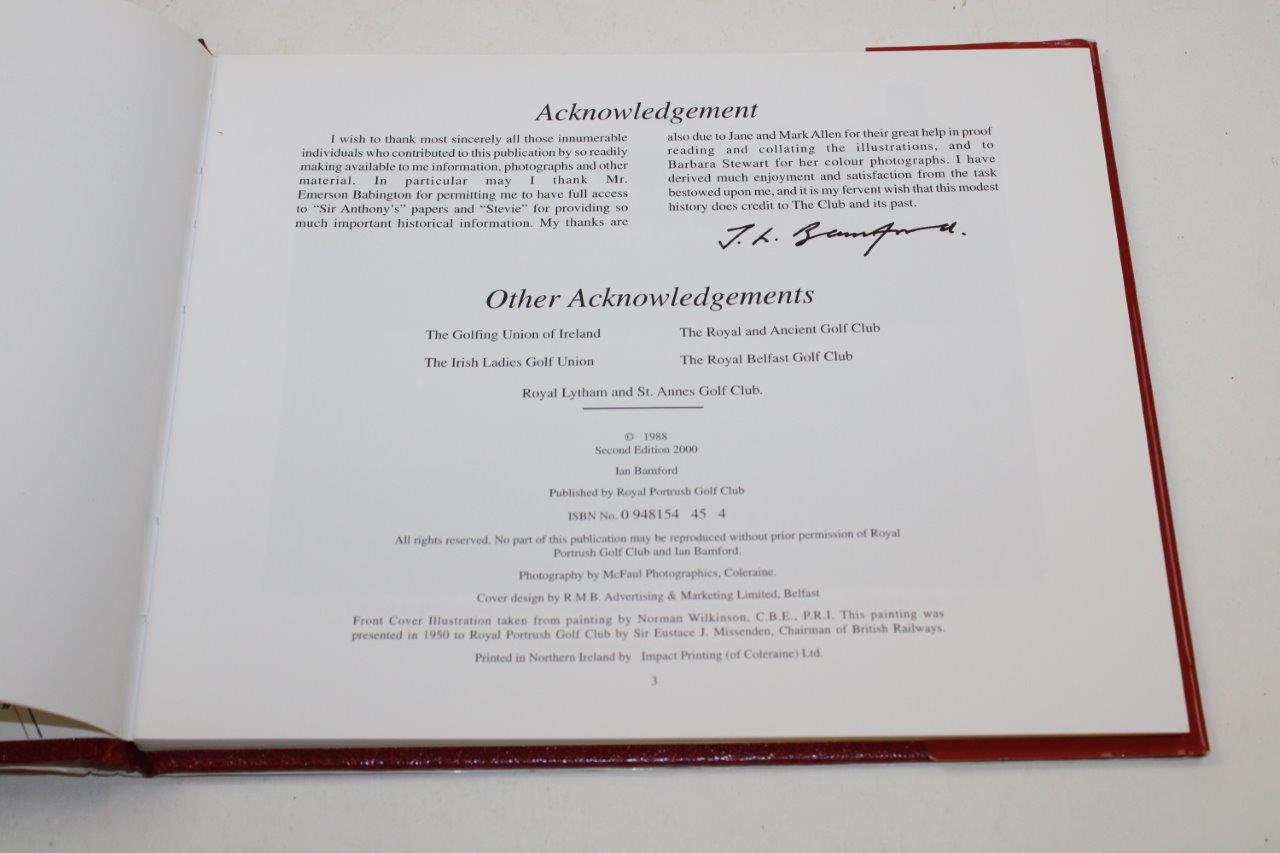 Acknowledgement
I wish to thank most sincerely all those innumerable
individuals who contributed to this publication by so readily
making available to me information, photographs and other
material. In particular may I thank Mr.
Emerson Babington for permitting me to have full access
to “Sir Anthony’s” papers and “Stevie” for providing so
much important historical information. My thanks are
also due to Jane and Mark Allen for their great help in proof
reading and collating the illustrations, and to
Barbara Stewart for her colour photographs. I have
derived much enjoyment and satisfaction from the task
bestowed upon me, and it is my fervent wish that this modest
history does credit to The Club and its past.
J. L. Bamford.
Other Acknowledgements
The Golfing Union of Ireland
The Royal and Ancient Golf Club
The Irish Ladies Golf Union
The Royal Belfast Golf Club
Royal Lytham and St. Annes Golf Club.
© 1988
Second Edition 2000
Ian Bamford
Published by Royal Portrush Golf Club
ISBN No. 0 948154 45 4
All rights reserved. No part of this publication may be reproduced without prior permission of Royal
Portrush Golf Club and Ian Bamford.
Photography by McFaul Photographics, Coleraine.
Cover design by R.M.B. Advertising & Marketing Limited, Belfast
Front Cover Illustration taken from painting by Norman Wilkinson, C.B.E., P.R.I. This painting was
presented in 1950 to Royal Portrush Golf Club by Sir Eustace J. Missenden, Chairman of British Railways.
Printed in Northern Ireland by Impact Printing (of Coleraine) Ltd.
3